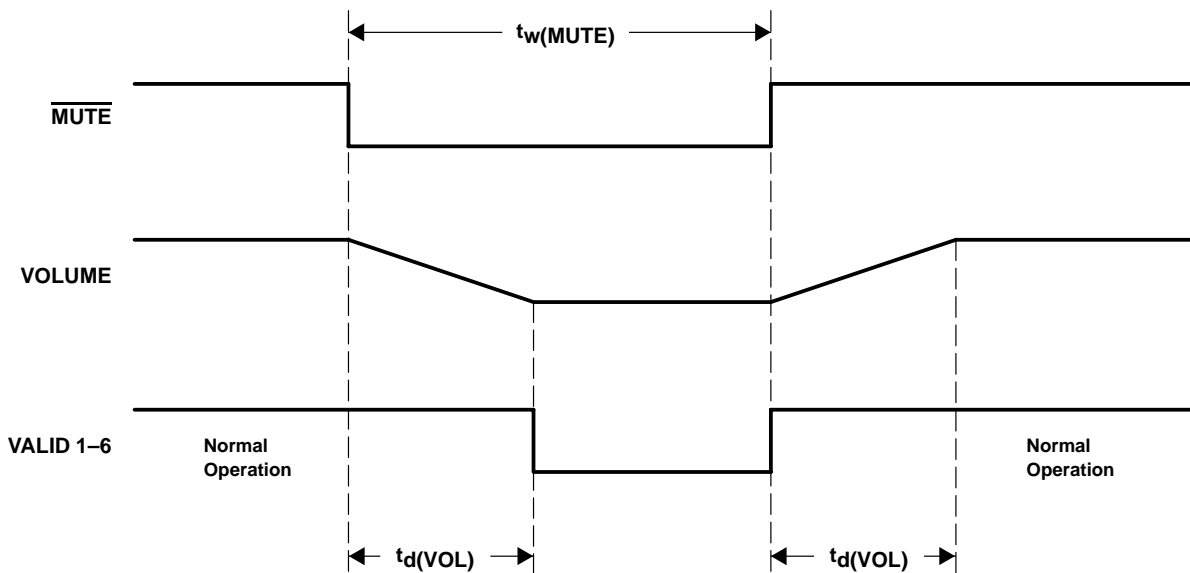 tw(MUTE)
MUTE
VOLUME
VALID 1–6
Normal
Operation
Normal
Operation
td(VOL)
td(VOL)